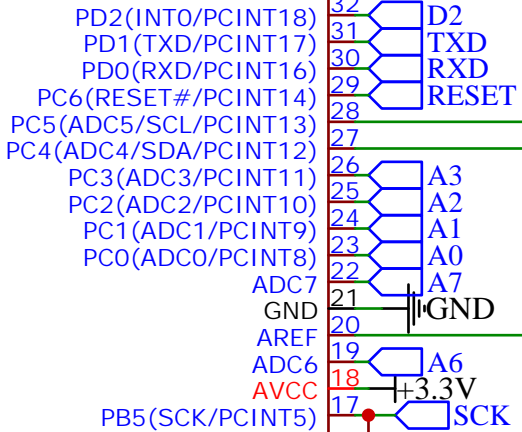 PD2(INT0/PCINT18) 32 D2
PD1(TXD/PCINT17) 31 TXD
PD0(RXD/PCINT16) 30 RXD
PC6(RESET#/PCINT14) 29 RESET
PC5(ADC5/SCL/PCINT13) 28
PC4(ADC4/SDA/PCINT12) 27
PC3(ADC3/PCINT11) 26 A3
PC2(ADC2/PCINT10) 25 A2
PC1(ADC1/PCINT9) 24 A1
PC0(ADC0/PCINT8) 23 A0
ADC7 22 A7
GND 21 GND
AREF 20
ADC6 19 A6
AVCC 18 +3.3V
PB5(SCK/PCINT5) 17 SCK